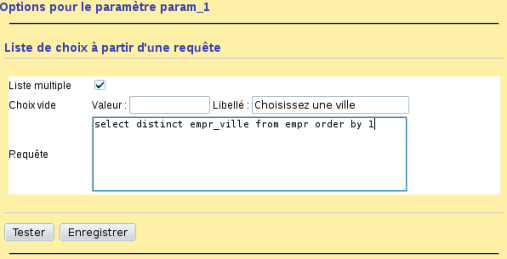 Options pour le paramètre param_1
Liste de choix à partir d'une requête
Liste multiple
Choix vide Valeur : Libellé : Choisissez une ville
select distinct empr_ville from empr order by 1
Requête
Tester Enregistrer